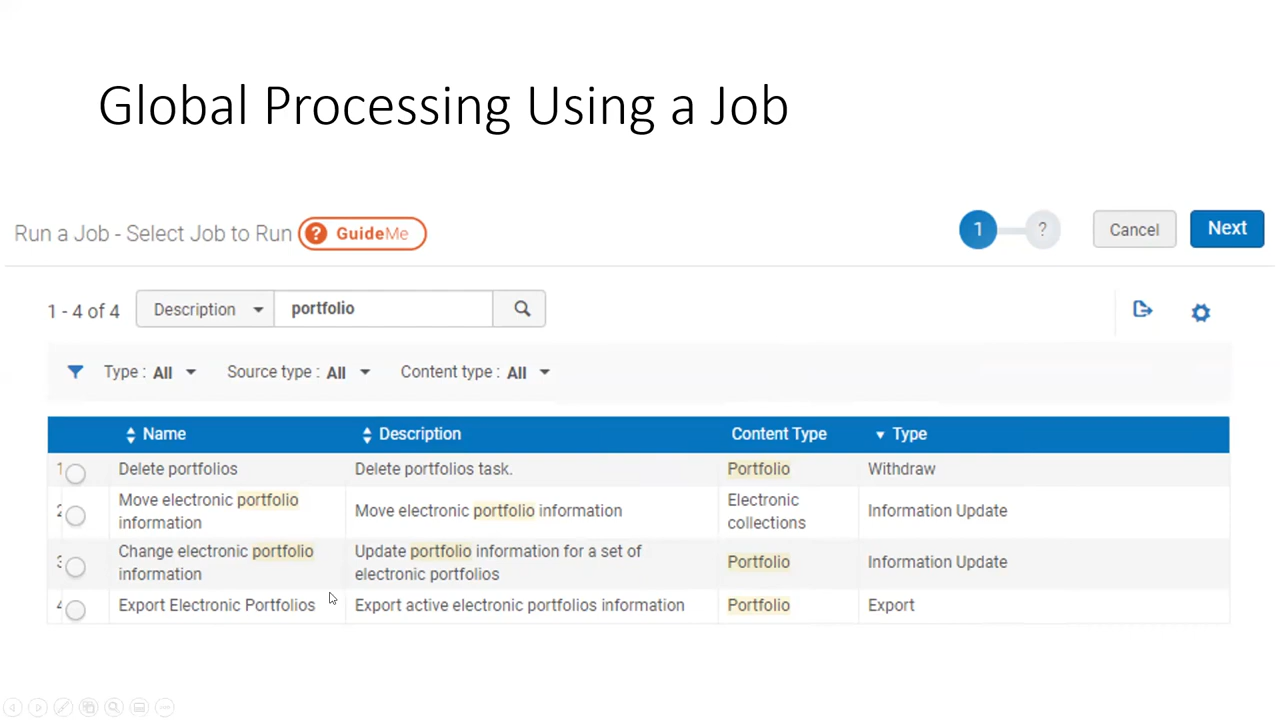 Global Processing Using a Job
Run a Job - Select Job to Run
? GuideMe
1
?
Cancel
Next
1 - 4 of 4
Description
portfolio
Type : All
Source type : All
Content type : All
Name
Description
Content Type
Type
1
Delete portfolios
Delete portfolios task.
Portfolio
Withdraw
2
Move electronic portfolio
information
Move electronic portfolio information
Electronic
collections
Information Update
3
Change electronic portfolio
information
Update portfolio information for a set of
electronic portfolios
Portfolio
Information Update
4
Export Electronic Portfolios
Export active electronic portfolios information
Portfolio
Export